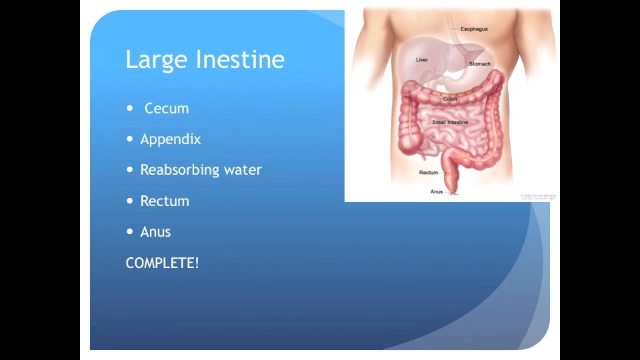 Large Inestine
• Cecum
• Appendix
• Reabsorbing water
• Rectum
• Anus
COMPLETE!
Esophagus
Liver
Stomach
Colon
Small Intestine
Rectum
Anus